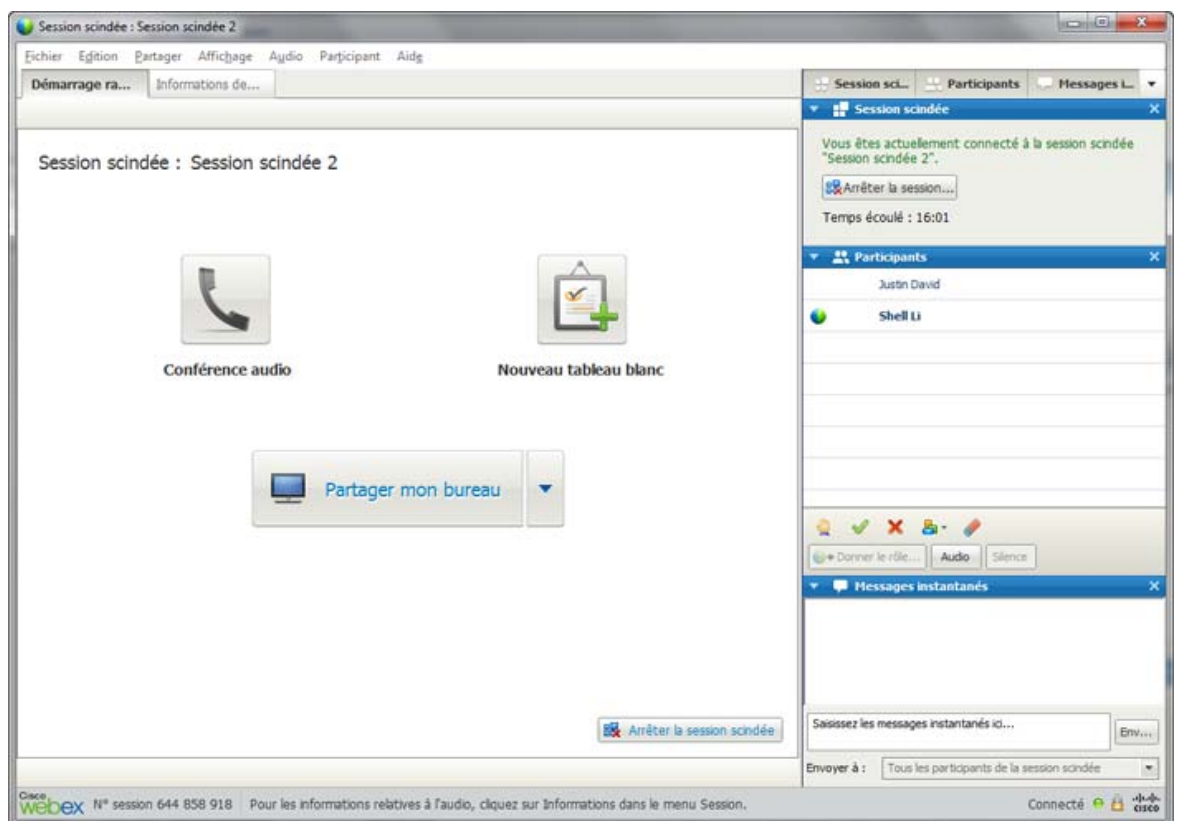 Session scindée : Session scindée 2
Fichier Edition Partager Affichage Audio Participant Aide
Démarrage ra... Informations de...
Session sci... Participants Messages i...
Session scindée
Vous êtes actuellement connecté à la session scindée
"Session scindée 2".
Arrêter la session...
Temps écoulé : 16:01
Session scindée : Session scindée 2
Conférence audio
Nouveau tableau blanc
Partager mon bureau
Arrêter la session scindée
Participants
Justin David
Shell Li
Donner le rôle... Audio Silence
Messages instantanés
Saisissez les messages instantanés ici...
Env...
Envoyer à : Tous les participants de la session scindée
Cisco webex N° session 644 858 918 Pour les informations relatives à l'audio, cliquez sur Informations dans le menu Session.
Connecté
CISCO